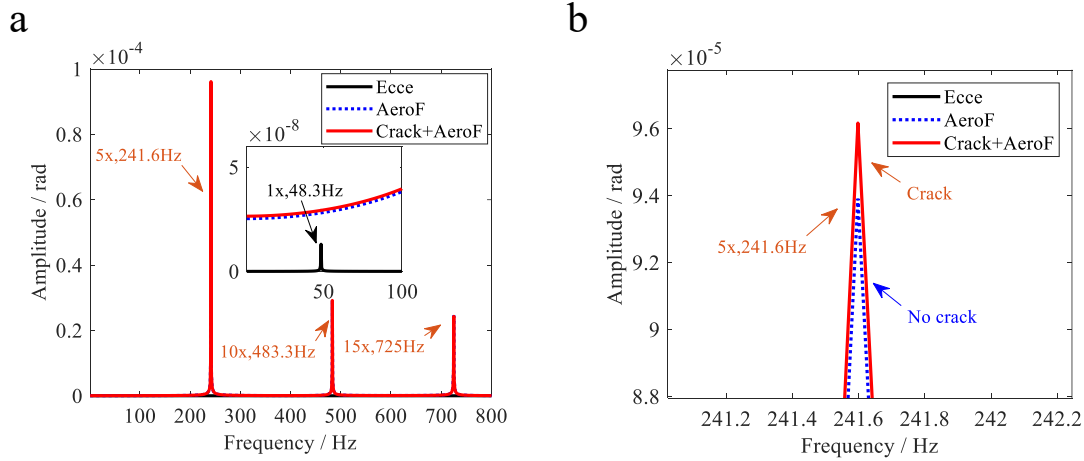 a
×10⁻⁴
1
0.8
0.6
0.4
0.2
0
Amplitude / rad
100 200 300 400 500 600 700 800
Frequency / Hz
Ecce
AeroF
Crack+AeroF
5x,241.6Hz
×10⁻⁸
5
0
50 100
1x,48.3Hz
10x,483.3Hz
15x,725Hz
b
×10⁻⁵
9.6
9.4
9.2
9
8.8
Amplitude / rad
241.2 241.4 241.6 241.8 242 242.2
Frequency / Hz
Ecce
AeroF
Crack+AeroF
Crack
5x,241.6Hz
No crack